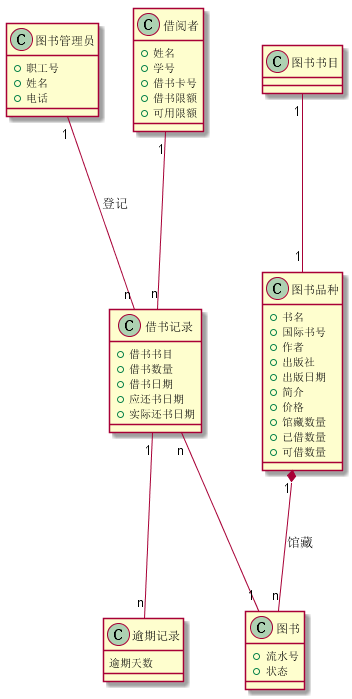 C 图书管理员
职工号
姓名
电话
C 借阅者
姓名
学号
借书卡号
借书限额
可用限额
C 图书书目
1
1
1
登记
1
n
n
C 借书记录
借书书目
借书数量
借书日期
应还书日期
实际还书日期
C 图书品种
书名
国际书号
作者
出版社
出版日期
简介
价格
馆藏数量
已借数量
可借数量
1
n
1
馆藏
n
1
n
C 逾期记录
逾期天数
C 图书
流水号
状态